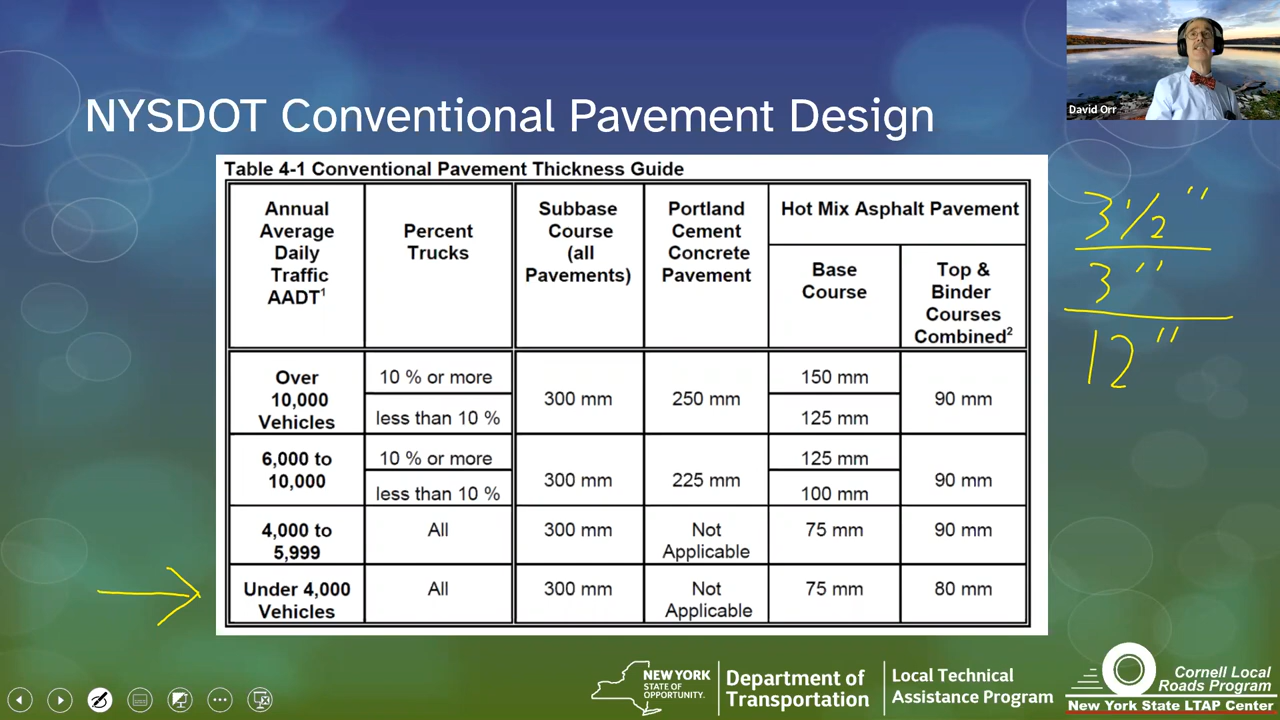 NYSDOT Conventional Pavement Design
David Orr
Table 4-1 Conventional Pavement Thickness Guide
Annual
Average
Daily
Traffic
AADT1
Percent
Trucks
Subbase
Course
(all
Pavements)
Portland
Cement
Concrete
Pavement
Hot Mix Asphalt Pavement
Base
Course
Top &
Binder
Courses
Combined2
Over
10,000
Vehicles
10 % or more
less than 10 %
300 mm
250 mm
150 mm
125 mm
90 mm
6,000 to
10,000
10 % or more
less than 10 %
300 mm
225 mm
125 mm
100 mm
90 mm
4,000 to
5,999
All
300 mm
Not
Applicable
75 mm
90 mm
Under 4,000
Vehicles
All
300 mm
Not
Applicable
75 mm
80 mm
3 1/2"
3"
12"
NEW YORK
STATE OF
OPPORTUNITY.
Department of
Transportation
Local Technical
Assistance Program
Cornell Local
Roads Program
New York State LTAP Center